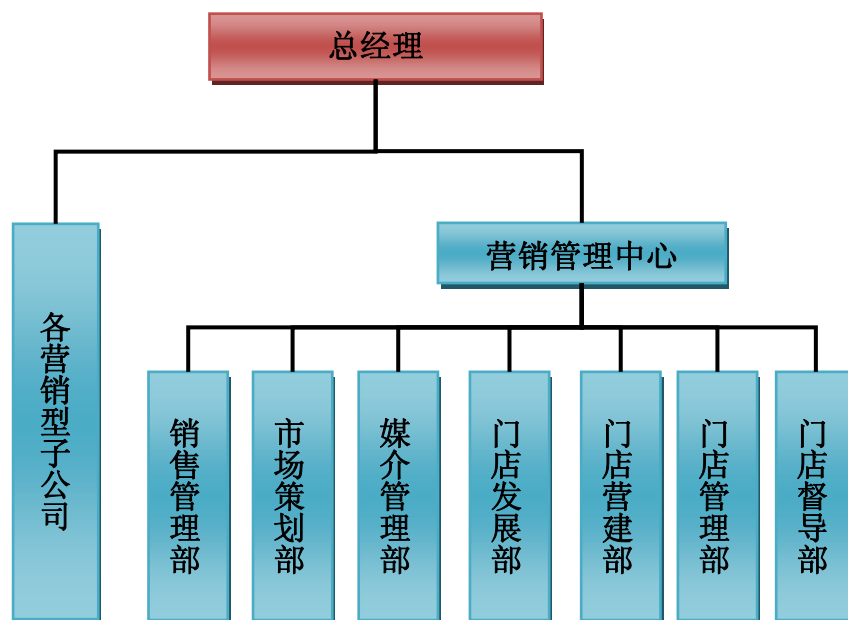 总经理
营销管理中心
各营销型子公司
销售管理部
市场策划部
媒介管理部
门店发展部
门店营建部
门店管理部
门店督导部